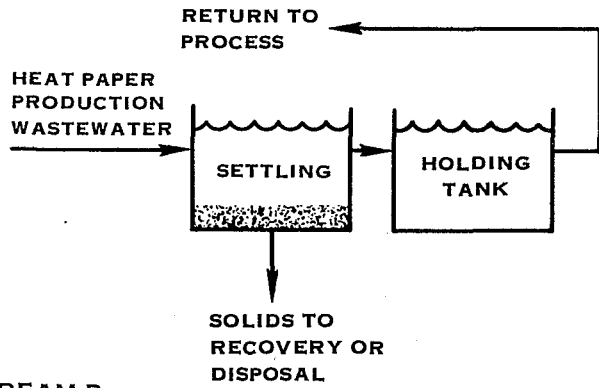 RETURN TO
PROCESS
HEAT PAPER
PRODUCTION
WASTEWATER
SETTLING
HOLDING
TANK
SOLIDS TO
RECOVERY OR
DISPOSAL